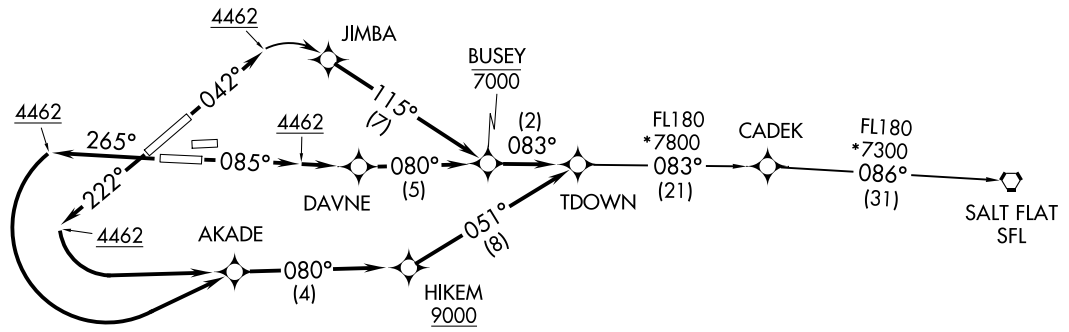 4462
JIMBA
042°
BUSEY
7000
115°
(7)
4462
265°
4462
085°
(2)
083°
FL180
*7800
083°
(21)
CADEK
FL180
*7300
086°
(31)
222°
DAVNE
080°
(5)
TDOWN
SALT FLAT
SFL
4462
AKADE
051°
(8)
080°
(4)
HIKEM
9000